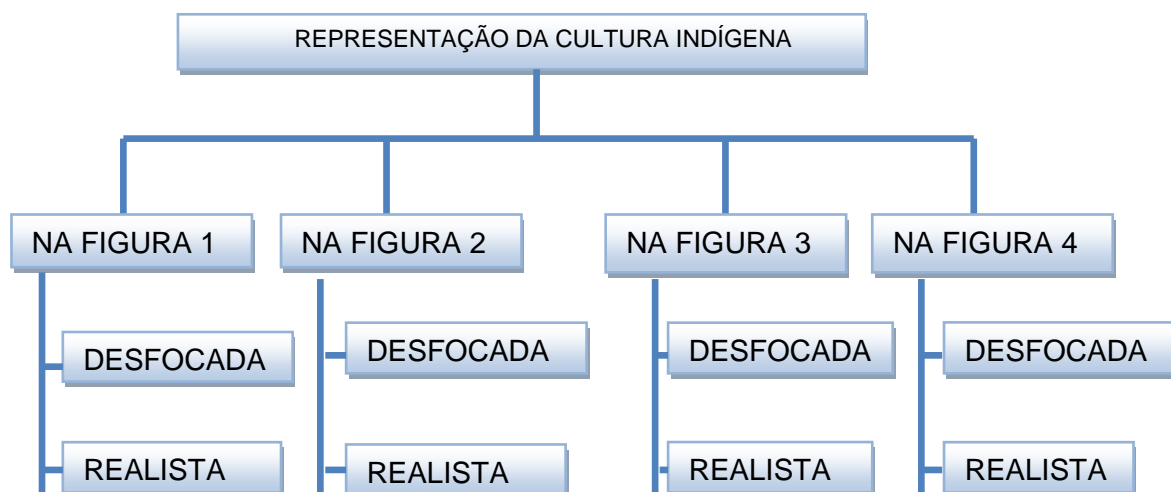 REPRESENTAÇÃO DA CULTURA INDÍGENA
NA FIGURA 1
NA FIGURA 2
NA FIGURA 3
NA FIGURA 4
DESFOCADA
DESFOCADA
DESFOCADA
DESFOCADA
REALISTA
REALISTA
REALISTA
REALISTA